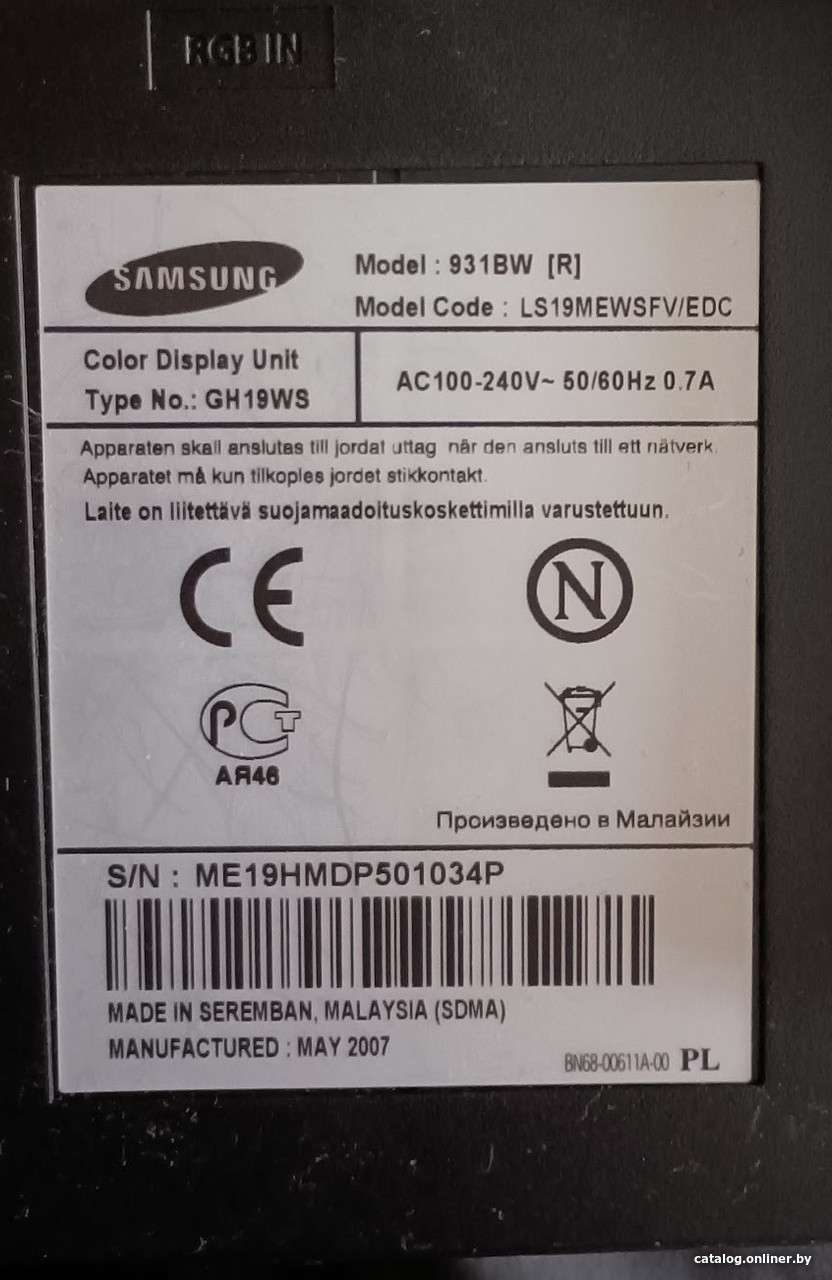 RGB IN
SAMSUNG
Model : 931BW [R]
Model Code : LS19MEWSFV/EDC
Color Display Unit
Type No.: GH19WS
AC100-240V~ 50/60Hz 0.7A
Apparaten skall anslutas till jordat uttag när den ansluts till ett nätverk.
Apparatet må kun tilkoples jordet stikkontakt.
Laite on liitettävä suojamaadoituskoskettimilla varustettuun.
CE
N
РСТ
АЯ46
Произведено в Малайзии
S/N : ME19HMDP501034P
MADE IN SEREMBAN, MALAYSIA (SDMA)
MANUFACTURED : MAY 2007
BN68-00611A-00 PL
catalog.onliner.by